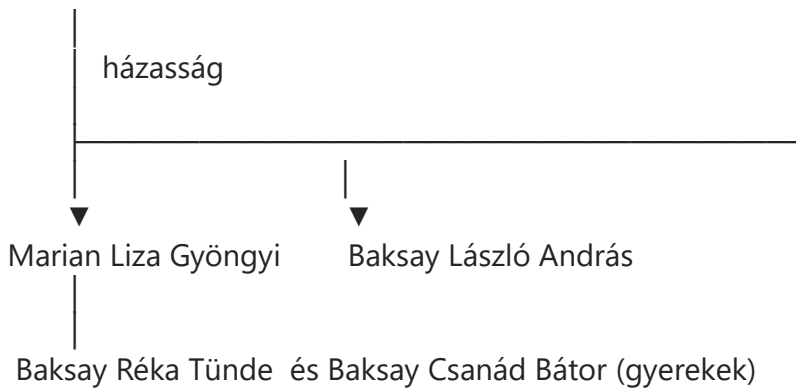 házasság
Marian Liza Gyöngyi Baksay László András
Baksay Réka Tünde és Baksay Csanád Bátor (gyerekek)